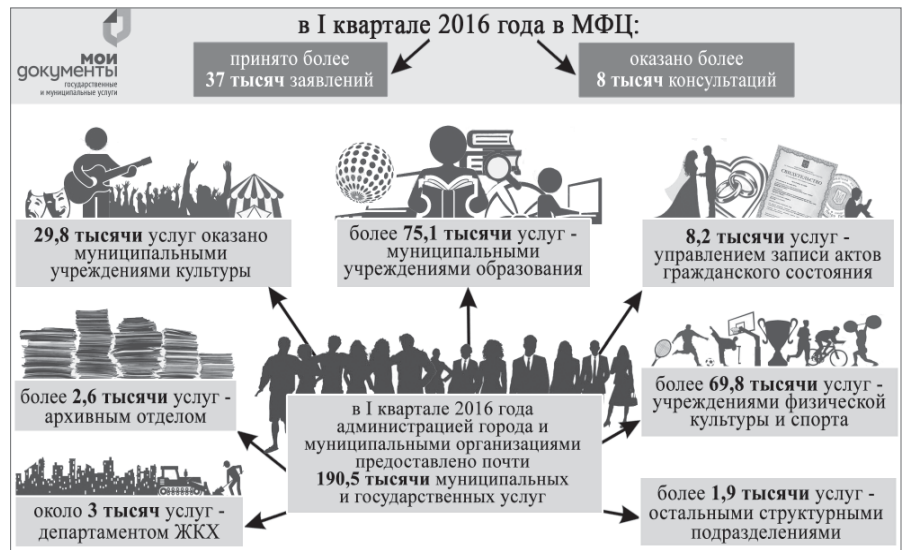 в I квартале 2016 года в МФЦ:
мои
документы
государственные
и муниципальные услуги
принято более
37 тысяч заявлений
оказано более
8 тысяч консультаций
29,8 тысячи услуг оказано
муниципальными
учреждениями культуры
более 75,1 тысячи услуг -
муниципальными
учреждениями образования
СВИДЕТЕЛЬСТВО
8,2 тысячи услуг -
управлением записи актов
гражданского состояния
более 2,6 тысячи услуг -
архивным отделом
в I квартале 2016 года
администрацией города и
муниципальными организациями
предоставлено почти
190,5 тысячи муниципальных
и государственных услуг
более 69,8 тысячи услуг -
учреждениями физической
культуры и спорта
около 3 тысяч услуг -
департаментом ЖКХ
более 1,9 тысячи услуг -
остальными структурными
подразделениями